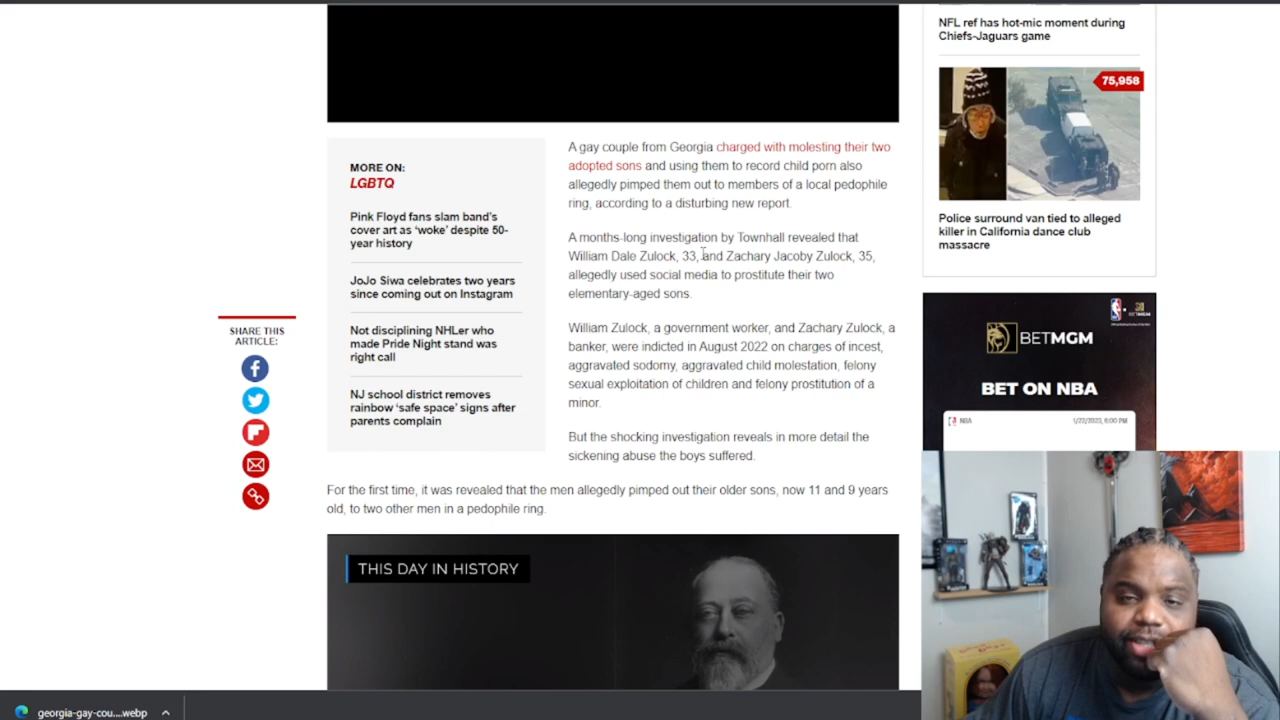 NFL ref has hot-mic moment during
Chiefs-Jaguars game
75,958
Police surround van tied to alleged
killer in California dance club
massacre
MORE ON:
LGBTQ
Pink Floyd fans slam band's
cover art as 'woke' despite 50-
year history
JoJo Siwa celebrates two years
since coming out on Instagram
Not disciplining NHLer who
made Pride Night stand was
right call
NJ school district removes
rainbow 'safe space' signs after
parents complain
SHARE THIS
ARTICLE:
A gay couple from Georgia charged with molesting their two
adopted sons and using them to record child porn also
allegedly pimped them out to members of a local pedophile
ring, according to a disturbing new report.
A months-long investigation by Townhall revealed that
William Dale Zulock, 33, and Zachary Jacoby Zulock, 35,
allegedly used social media to prostitute their two
elementary-aged sons.
William Zulock, a government worker, and Zachary Zulock, a
banker, were indicted in August 2022 on charges of incest,
aggravated sodomy, aggravated child molestation, felony
sexual exploitation of children and felony prostitution of a
minor.
But the shocking investigation reveals in more detail the
sickening abuse the boys suffered.
For the first time, it was revealed that the men allegedly pimped out their older sons, now 11 and 9 years
old, to two other men in a pedophile ring.
THIS DAY IN HISTORY
BETMGM
BETMGM
BET ON NBA
NBA
1/22/2023, 6:00 PM
georgia-gay-cou....webp